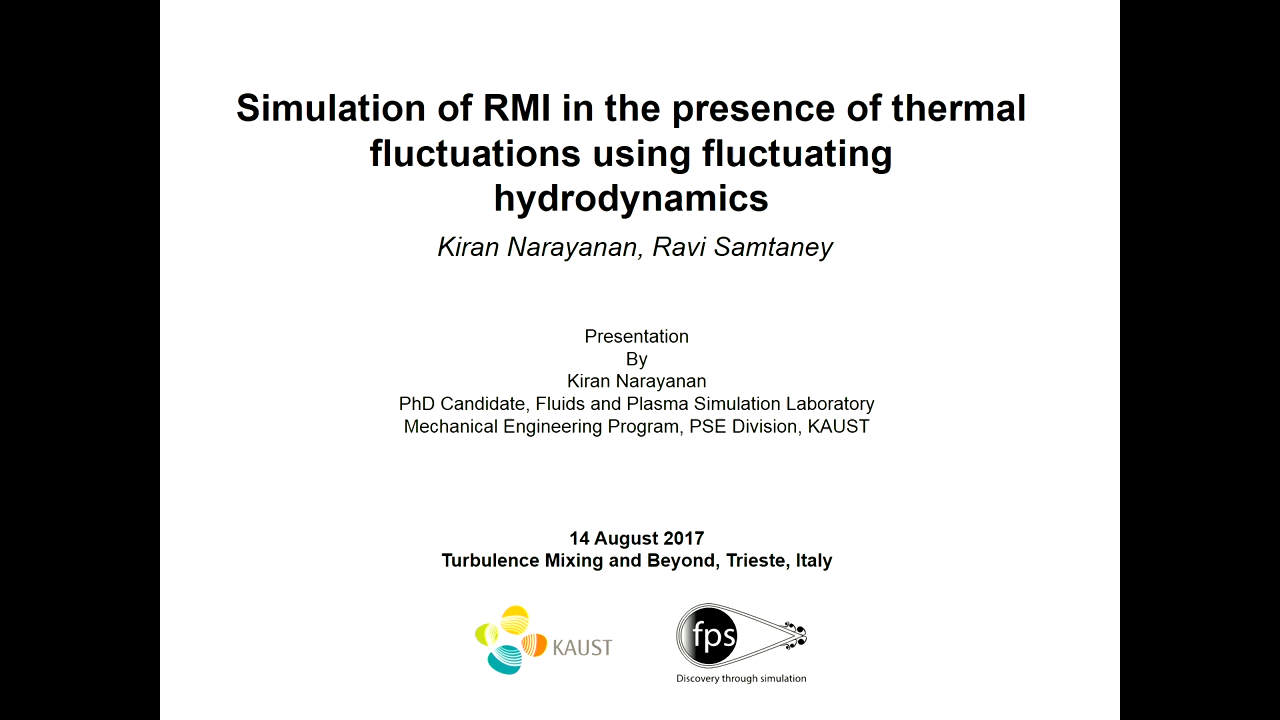 Simulation of RMI in the presence of thermal
fluctuations using fluctuating
hydrodynamics
Kiran Narayanan, Ravi Samtaney
Presentation
By
Kiran Narayanan
PhD Candidate, Fluids and Plasma Simulation Laboratory
Mechanical Engineering Program, PSE Division, KAUST
14 August 2017
Turbulence Mixing and Beyond, Trieste, Italy
KAUST
fps
Discovery through simulation